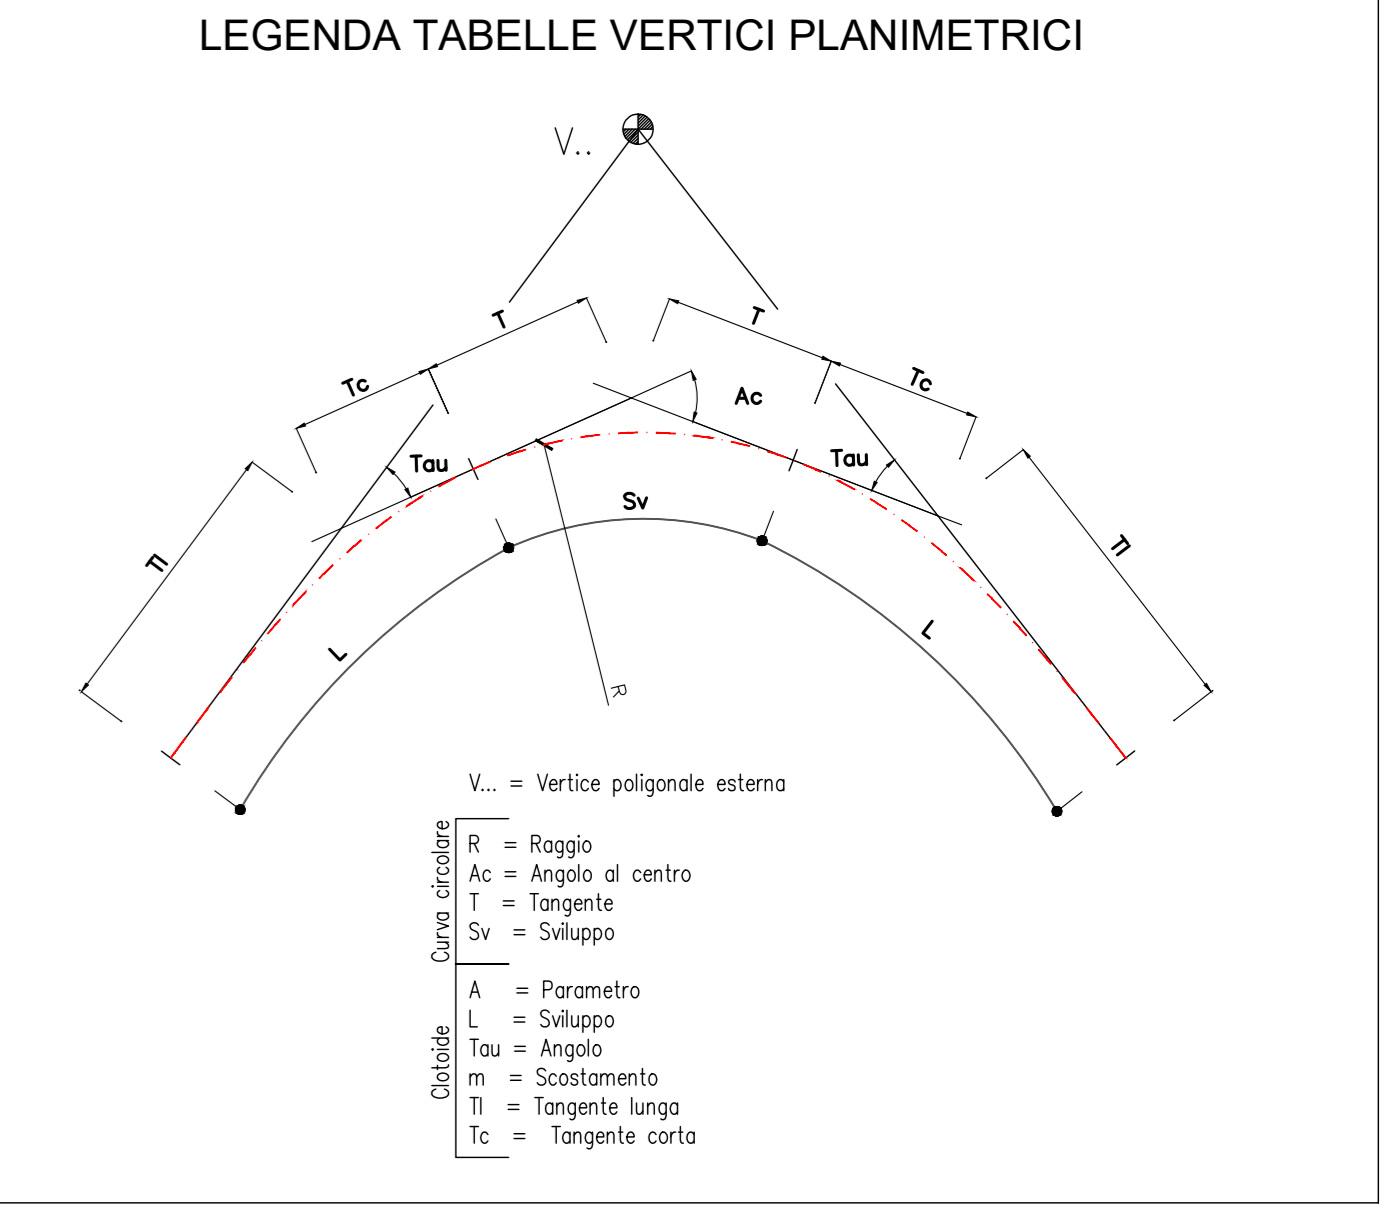 LEGENDA TABELLE VERTICI PLANIMETRICI
V..
T
T
Tc
Tc
Ac
Tau
Tau
Sv
Tl
Tl
L
L
R
V... = Vertice poligonale esterna
Curva circolare
R = Raggio
Ac = Angolo al centro
T = Tangente
Sv = Sviluppo
Clotoide
A = Parametro
L = Sviluppo
Tau = Angolo
m = Scostamento
Tl = Tangente lunga
Tc = Tangente corta